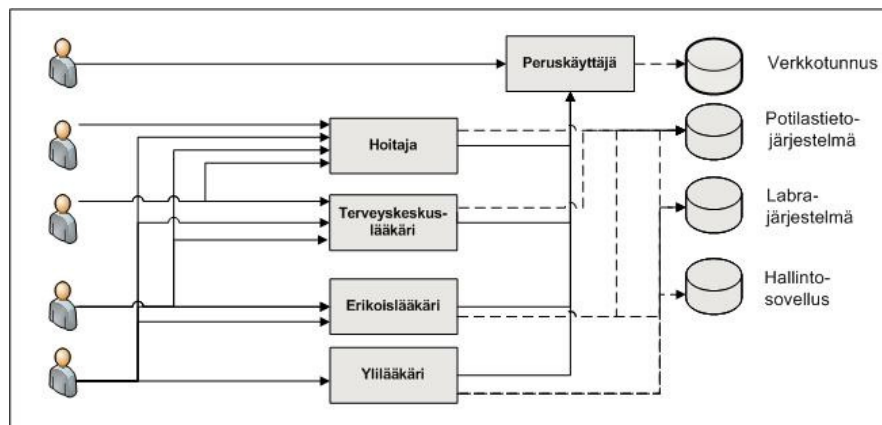 Peruskäyttäjä
Verkkotunnus
Hoitaja
Potilastieto-
järjestelmä
Terveyskeskus-
lääkäri
Labra-
järjestelmä
Erikoislääkäri
Hallinto-
sovellus
Ylilääkäri